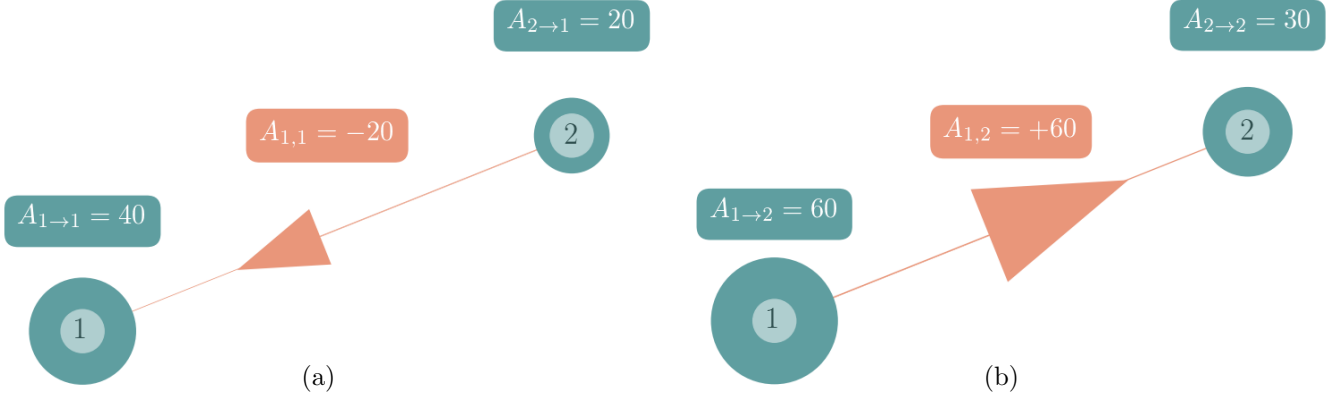 A_{2→1} = 20
A_{1,1} = −20
A_{1→1} = 40
2
1
(a)
A_{2→2} = 30
A_{1,2} = +60
A_{1→2} = 60
2
1
(b)